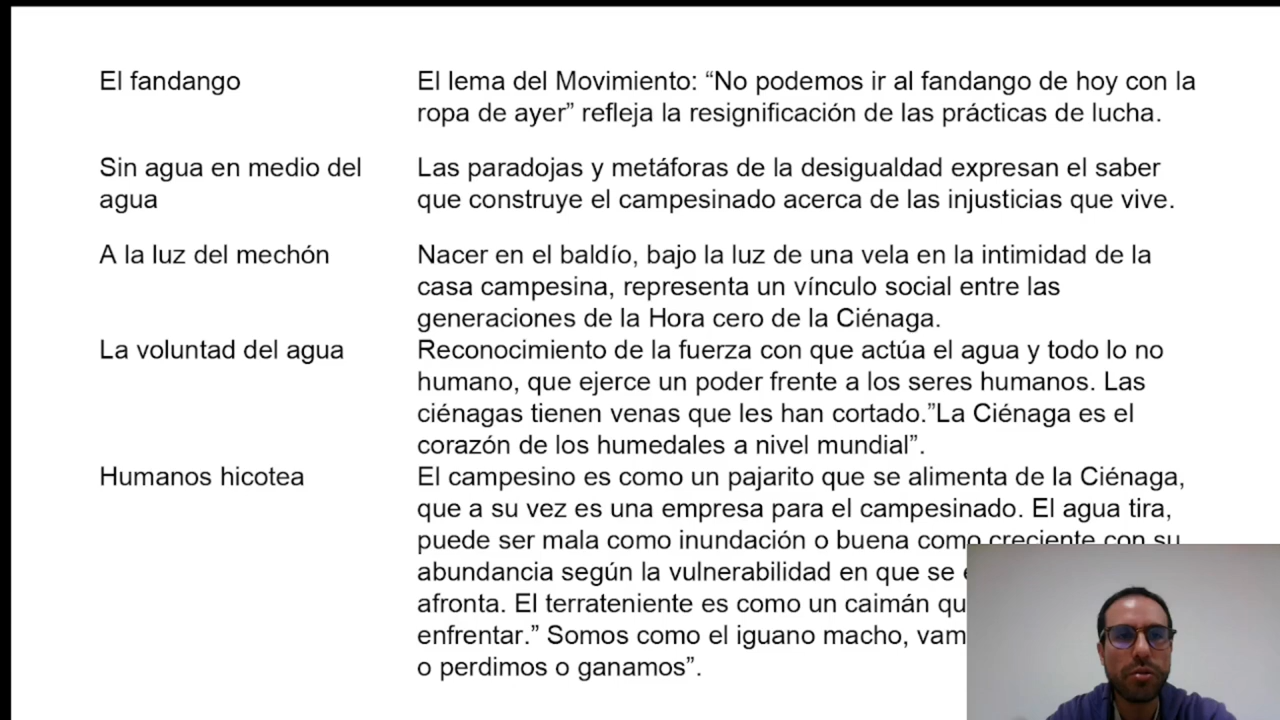 El fandango
El lema del Movimiento: “No podemos ir al fandango de hoy con la
ropa de ayer” refleja la resignificación de las prácticas de lucha.
Sin agua en medio del
agua
Las paradojas y metáforas de la desigualdad expresan el saber
que construye el campesinado acerca de las injusticias que vive.
A la luz del mechón
Nacer en el baldío, bajo la luz de una vela en la intimidad de la
casa campesina, representa un vínculo social entre las
generaciones de la Hora cero de la Ciénaga.
La voluntad del agua
Reconocimiento de la fuerza con que actúa el agua y todo lo no
humano, que ejerce un poder frente a los seres humanos. Las
ciénagas tienen venas que les han cortado.”La Ciénaga es el
corazón de los humedales a nivel mundial”.
Humanos hicotea
El campesino es como un pajarito que se alimenta de la Ciénaga,
que a su vez es una empresa para el campesinado. El agua tira,
puede ser mala como inundación o buena como creciente con su
abundancia según la vulnerabilidad en que se
afronta. El terrateniente es como un caimán
enfrentar.” Somos como el iguano macho,
o perdimos o ganamos”.